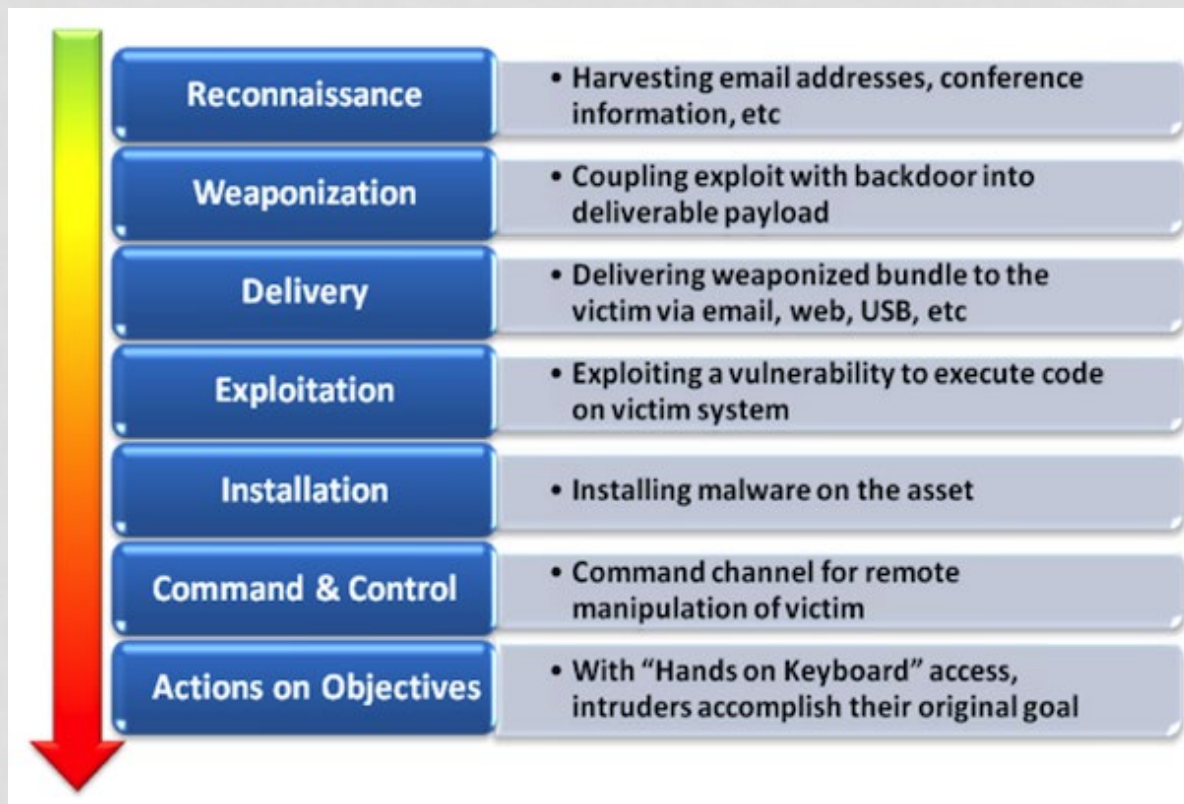 Reconnaissance
• Harvesting email addresses, conference
information, etc
Weaponization
• Coupling exploit with backdoor into
deliverable payload
Delivery
• Delivering weaponized bundle to the
victim via email, web, USB, etc
Exploitation
• Exploiting a vulnerability to execute code
on victim system
Installation
• Installing malware on the asset
Command & Control
• Command channel for remote
manipulation of victim
Actions on Objectives
• With “Hands on Keyboard” access,
intruders accomplish their original goal